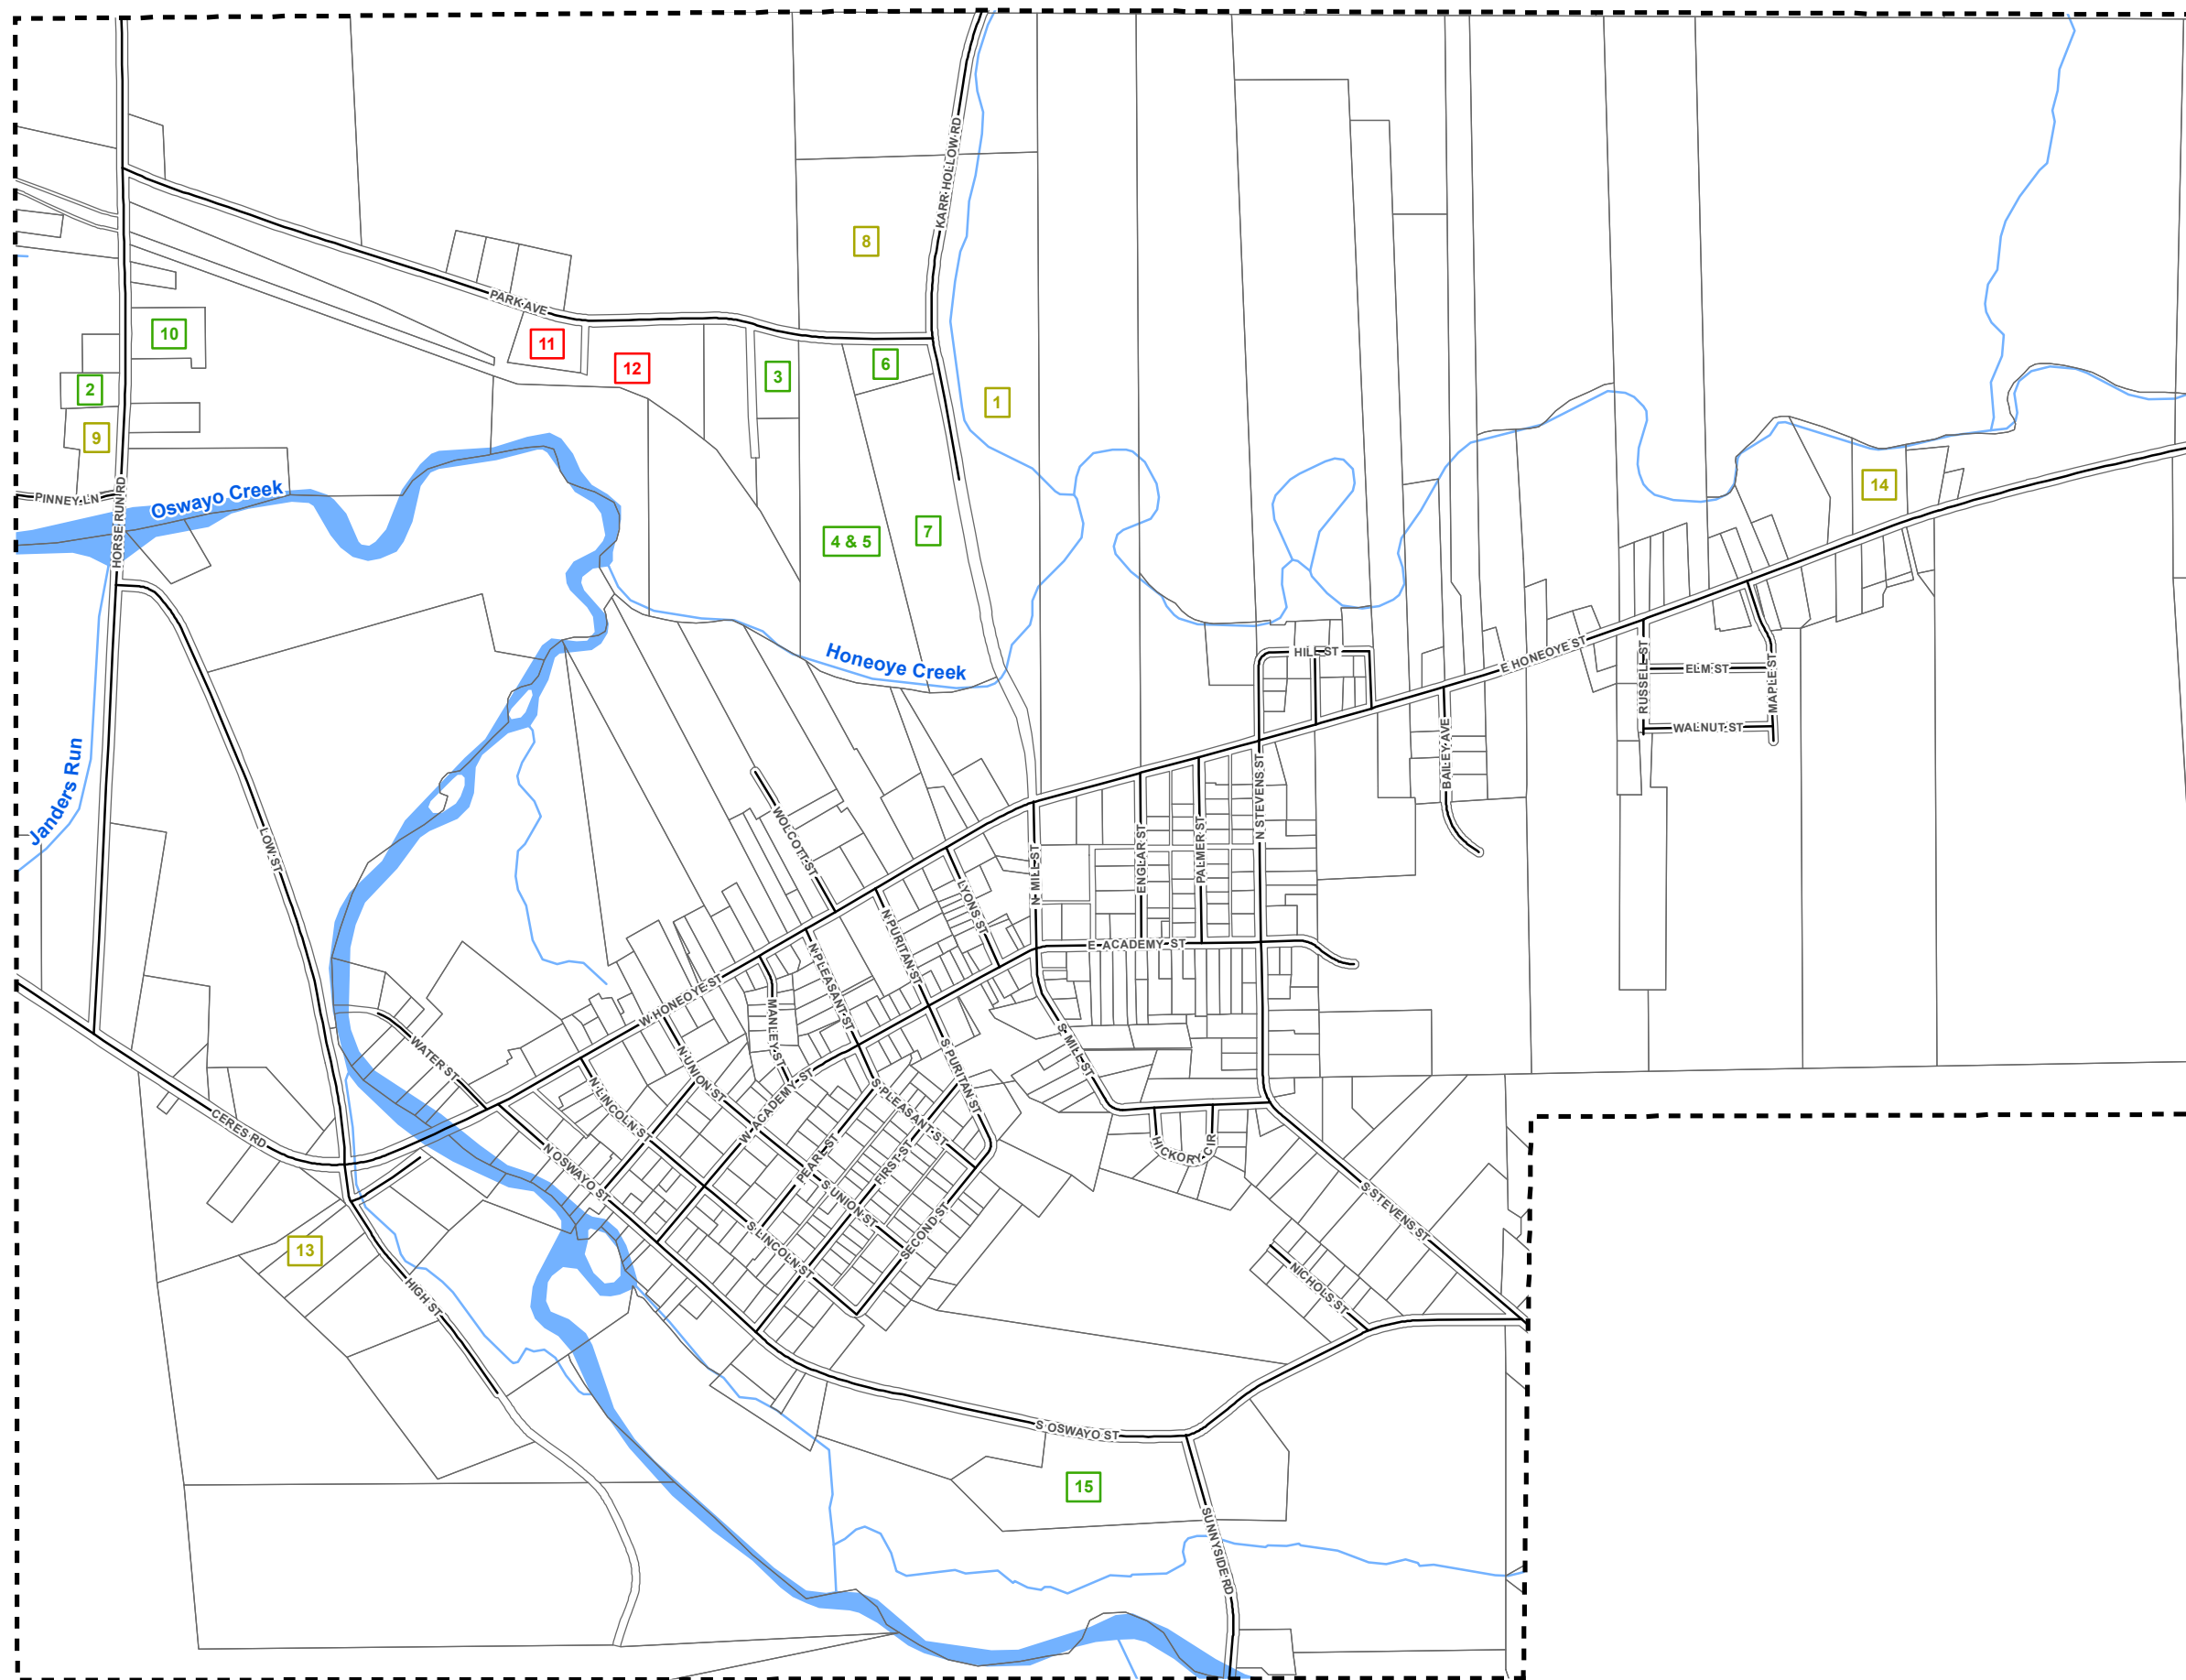 KARR HOLLOW RD
8
PARK AVE
10
11
12
3
6
2
1
9
14
PINNEY LN
HORSE RUN RD
Oswayo Creek
4 & 5
7
Honeoye Creek
HILL ST
E HONEOYE ST
RUSSELL ST
ELM ST
MAPLE ST
WALNUT ST
BAILEY AVE
Janders Run
LOW ST
WOLCOTT ST
N STEVENS ST
ENGLAR ST
PALMER ST
N MILL ST
LYONS ST
N PURITAN ST
E ACADEMY ST
N PLEASANT ST
W HONEOYE ST
MANLEY ST
WATER ST
N UNION ST
S PURITAN ST
S MILL ST
CERES RD
N LINCOLN ST
W ACADEMY ST
S PLEASANT ST
HICKORY CIR
N OSWAYO ST
PEARL ST
FIRST ST
S UNION ST
SECOND ST
S LINCOLN ST
S STEVENS ST
13
HIGH ST
NICHOLS ST
S OSWAYO ST
15
SUNNYSIDE RD